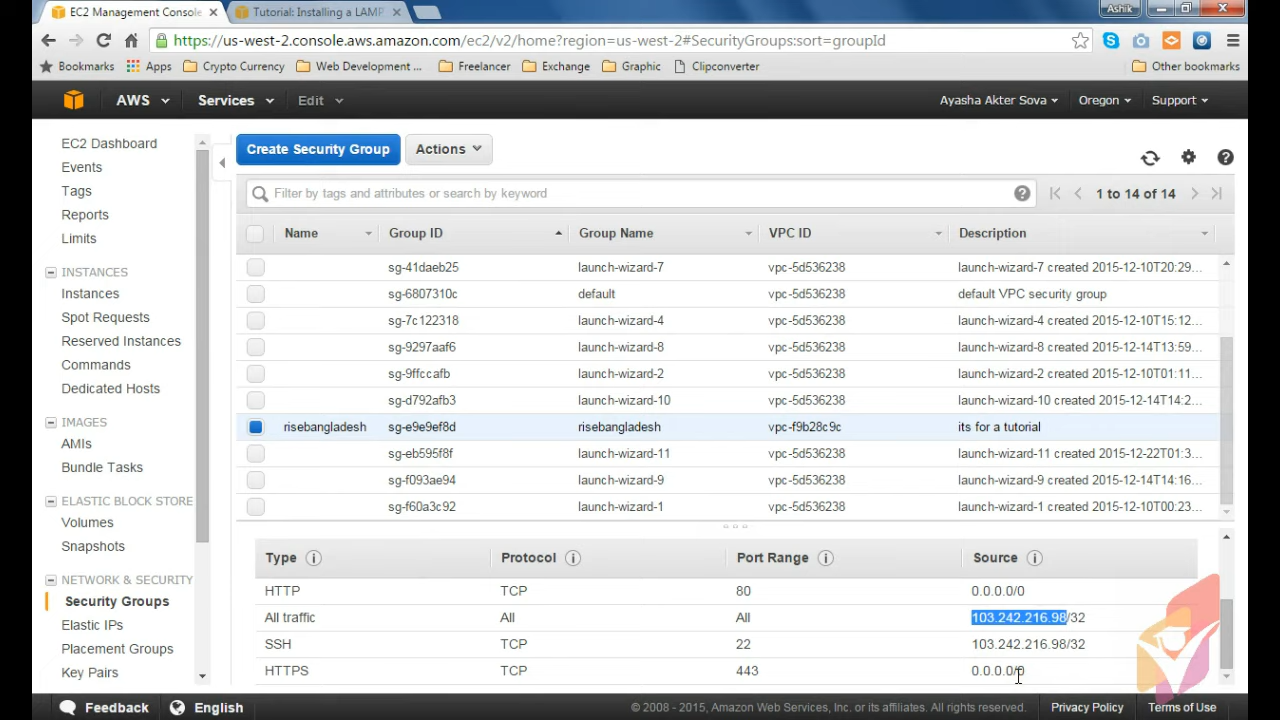 EC2 Management Console
Tutorial: Installing a LAMP
Ashik
https://us-west-2.console.aws.amazon.com/ec2/v2/home?region=us-west-2#SecurityGroups:sort=groupId
Bookmarks Apps Crypto Currency Web Development ... Freelancer Exchange Graphic Clipconverter Other bookmarks
AWS Services Edit Ayasha Akter Sova Oregon Support
EC2 Dashboard
Events
Tags
Reports
Limits
INSTANCES
Instances
Spot Requests
Reserved Instances
Commands
Dedicated Hosts
IMAGES
AMIs
Bundle Tasks
ELASTIC BLOCK STORE
Volumes
Snapshots
NETWORK & SECURITY
Security Groups
Elastic IPs
Placement Groups
Key Pairs
Create Security Group Actions
Filter by tags and attributes or search by keyword
1 to 14 of 14
Name Group ID Group Name VPC ID Description
sg-41daeb25 launch-wizard-7 vpc-5d536238 launch-wizard-7 created 2015-12-10T20:29...
sg-6807310c default vpc-5d536238 default VPC security group
sg-7c122318 launch-wizard-4 vpc-5d536238 launch-wizard-4 created 2015-12-10T15:12...
sg-9297aaf6 launch-wizard-8 vpc-5d536238 launch-wizard-8 created 2015-12-14T13:59...
sg-9ffccafb launch-wizard-2 vpc-5d536238 launch-wizard-2 created 2015-12-10T01:11...
sg-d792afb3 launch-wizard-10 vpc-5d536238 launch-wizard-10 created 2015-12-14T14:2...
risebangladesh sg-e9e9ef8d risebangladesh vpc-f9b28c9c its for a tutorial
sg-eb595f8f launch-wizard-11 vpc-5d536238 launch-wizard-11 created 2015-12-22T01:3...
sg-f093ae94 launch-wizard-9 vpc-5d536238 launch-wizard-9 created 2015-12-14T14:16...
sg-f60a3c92 launch-wizard-1 vpc-5d536238 launch-wizard-1 created 2015-12-10T00:23...
Type Protocol Port Range Source
HTTP TCP 80 0.0.0.0/0
All traffic All All 103.242.216.98/32
SSH TCP 22 103.242.216.98/32
HTTPS TCP 443 0.0.0.0/0
Feedback English © 2008 - 2015, Amazon Web Services, Inc. or its affiliates. All rights reserved. Privacy Policy Terms of Use